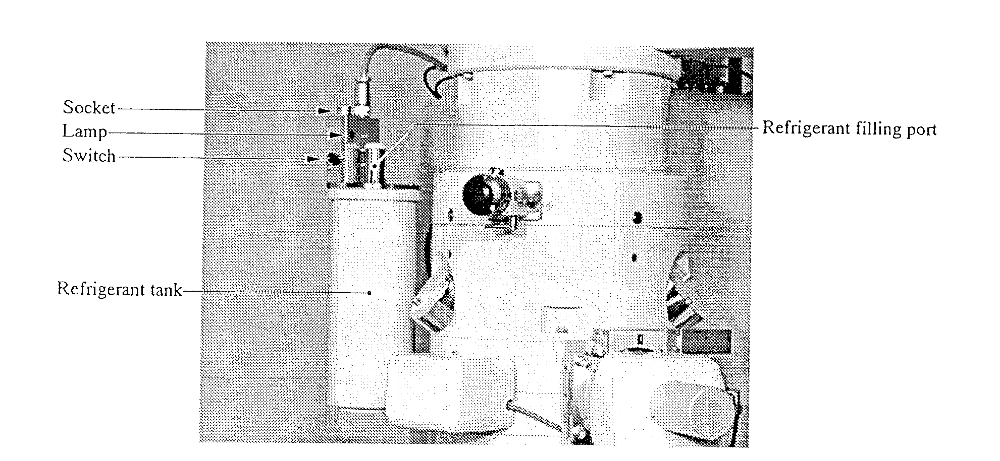 Socket
Lamp
Refrigerant filling port
Switch
Refrigerant tank